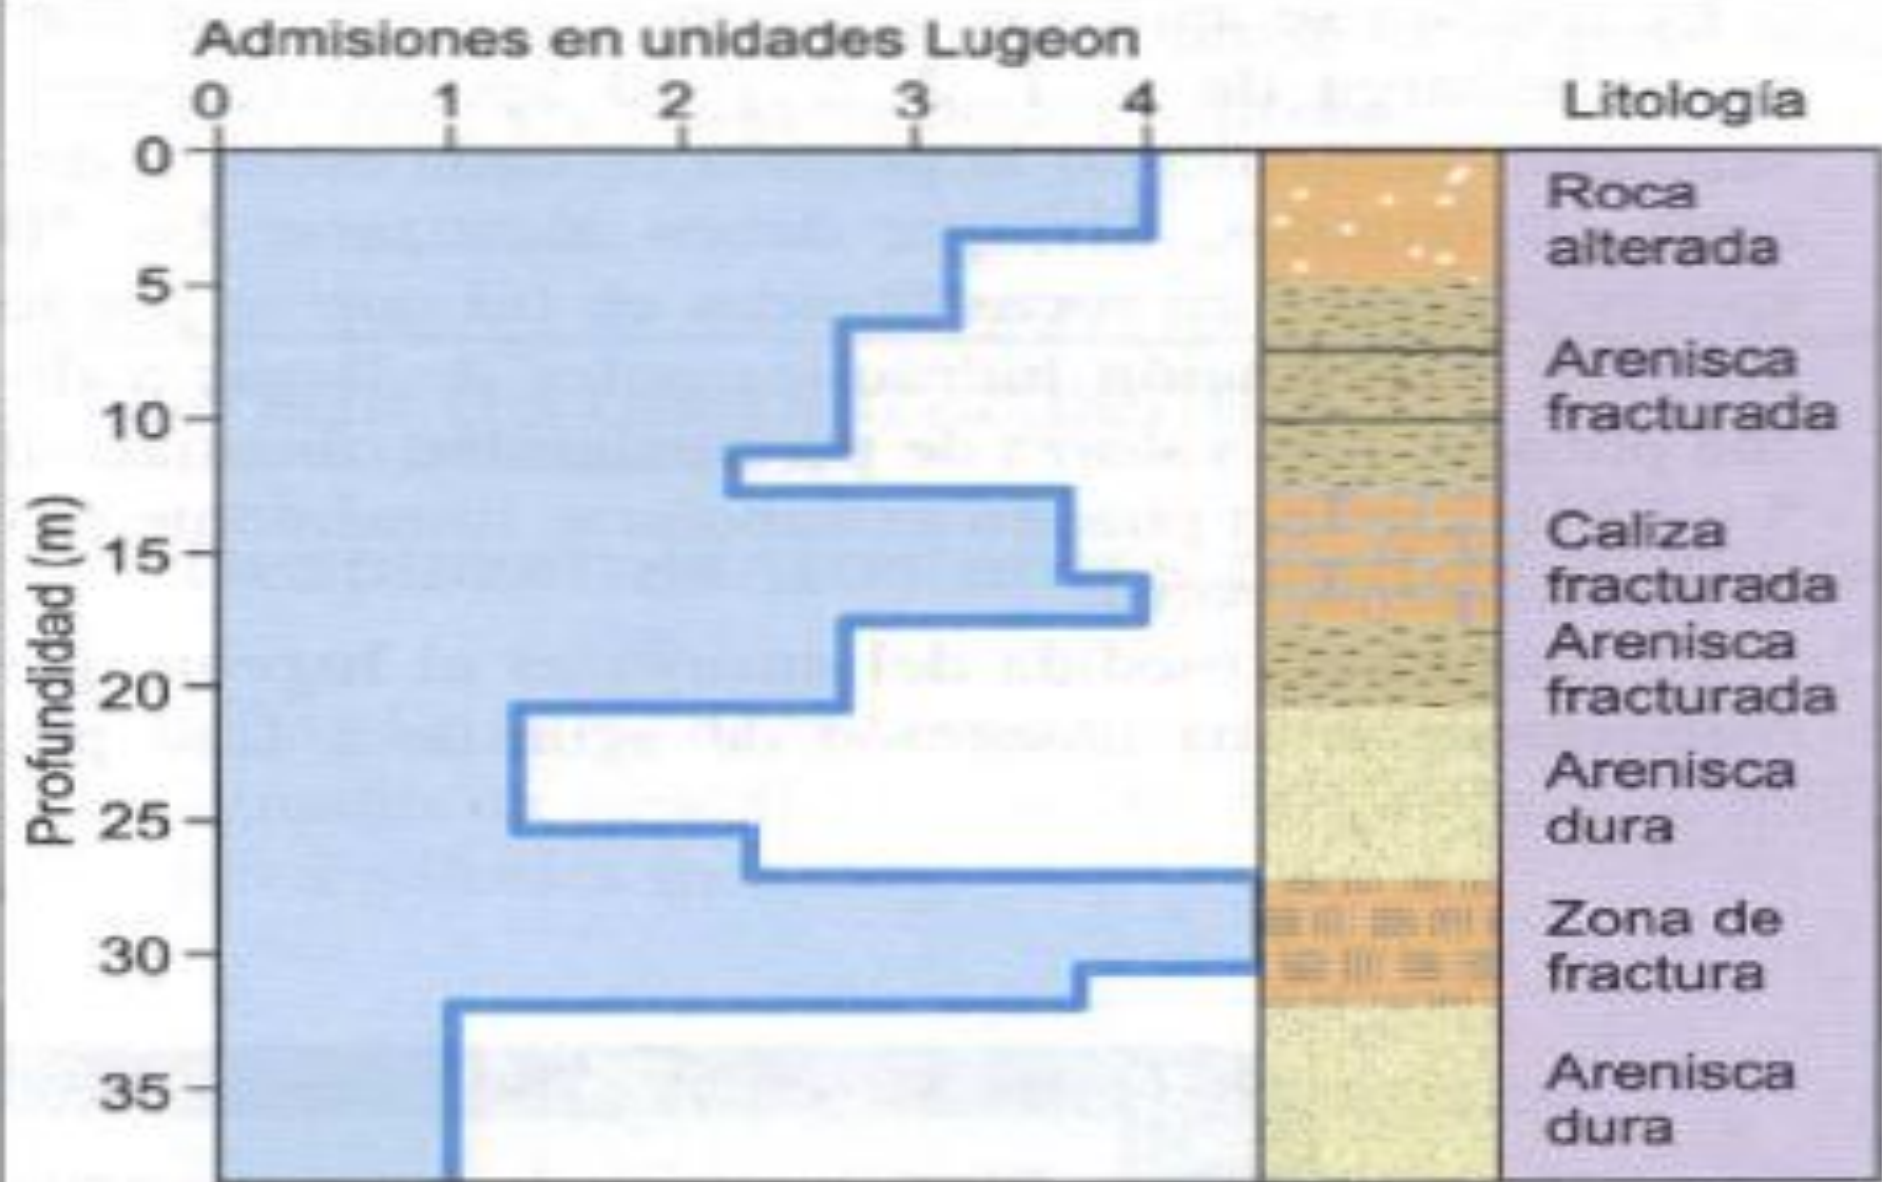 Admisiones en unidades Lugeon
0 1 2 3 4
Litología
Profundidad (m)
0
5
10
15
20
25
30
35
Roca
alterada
Arenisca
fracturada
Caliza
fracturada
Arenisca
fracturada
Arenisca
dura
Zona de
fractura
Arenisca
dura